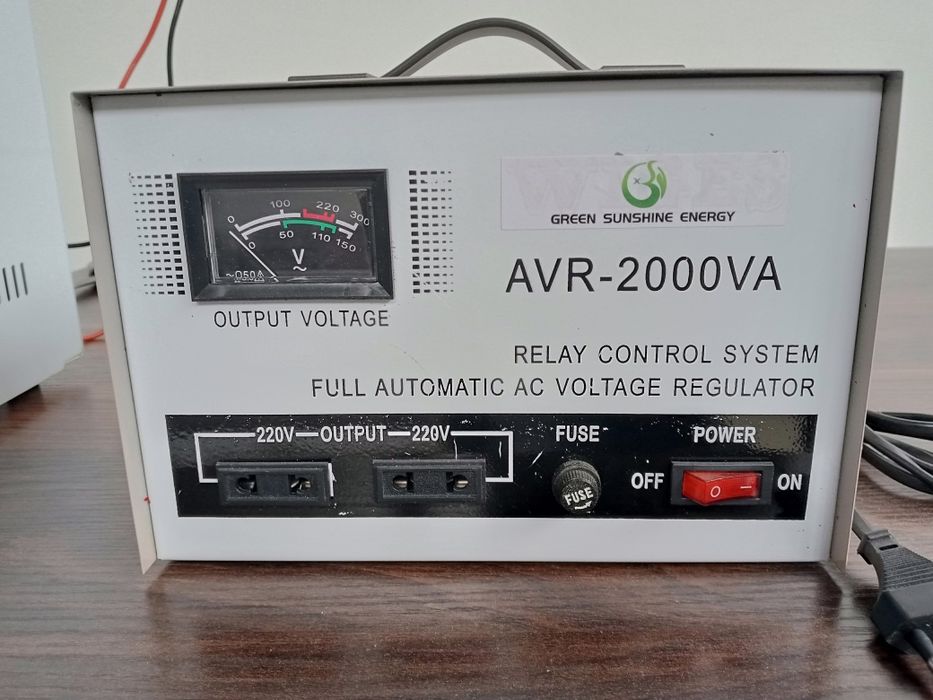 0 100 220 300
0 50 110 150
V
~
OUTPUT VOLTAGE
GREEN SUNSHINE ENERGY
AVR-2000VA
RELAY CONTROL SYSTEM
FULL AUTOMATIC AC VOLTAGE REGULATOR
220V OUTPUT 220V
FUSE
FUSE
POWER
OFF
ON